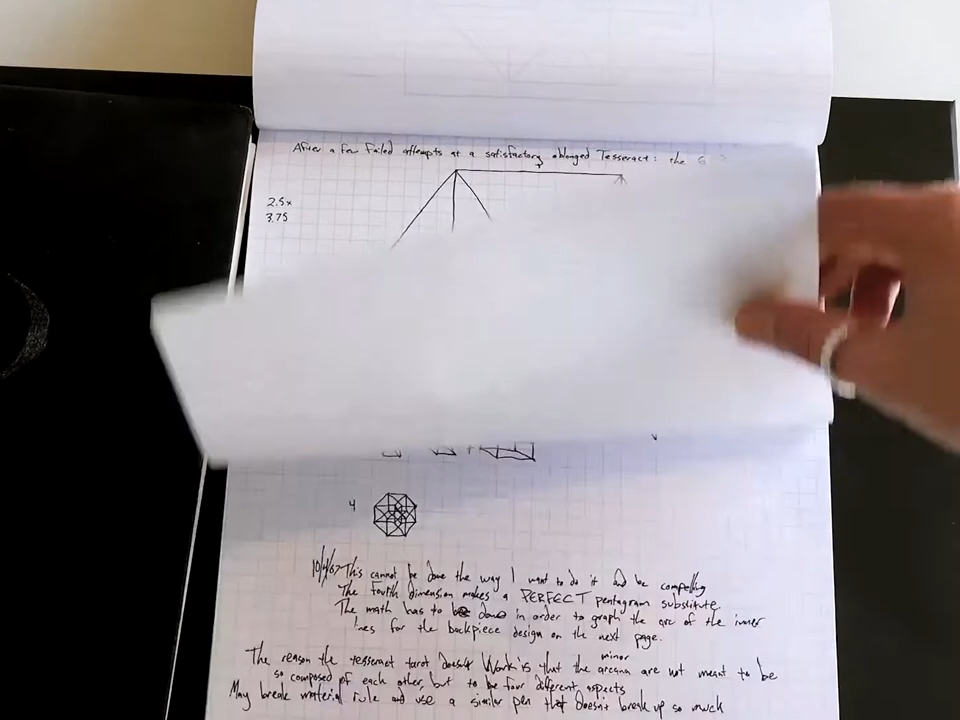 After a few failed attempts at a satisfactory oblonged Tesseract: the
2.5x
3.75
4
This cannot be done the way I want to do it and be compelling
The fourth dimension makes a PERFECT pentagram substitute.
The math has to be done in order to graph the arc of the inner
lines for the backpiece design on the next page.
The reason the tesseract tarot doesn't work is that the minor arcana are not meant to be
so composed of each other, but to be four different aspects
May break material rule and use a similar pen that doesn't break up so much